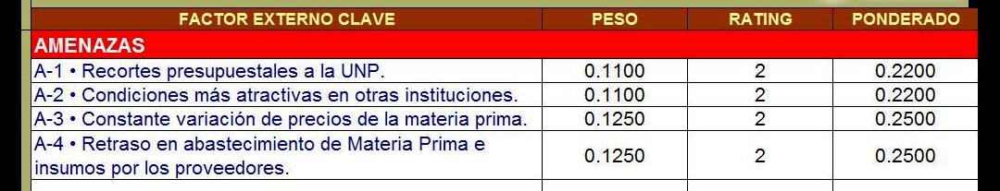 FACTOR EXTERNO CLAVE PESO RATING PONDERADO
AMENAZAS
A-1 • Recortes presupuestales a la UNP. 0.1100 2 0.2200
A-2 • Condiciones más atractivas en otras instituciones. 0.1100 2 0.2200
A-3 • Constante variación de precios de la materia prima. 0.1250 2 0.2500
A-4 • Retraso en abastecimiento de Materia Prima e
insumos por los proveedores. 0.1250 2 0.2500